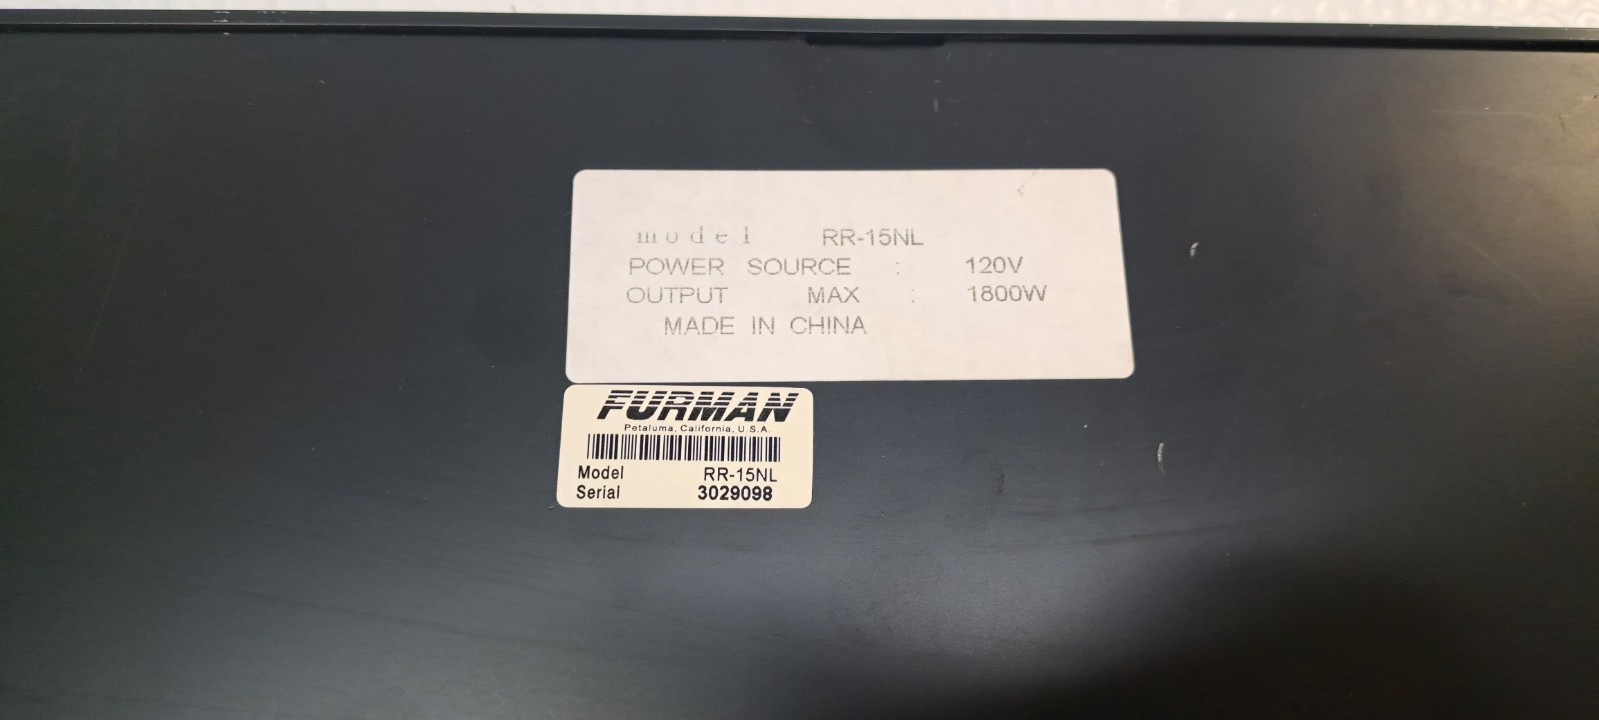 model RR-15NL
POWER SOURCE : 120V
OUTPUT MAX : 1800W
MADE IN CHINA
FURMAN
Petaluma, California, U.S.A.
Model RR-15NL
Serial 3029098